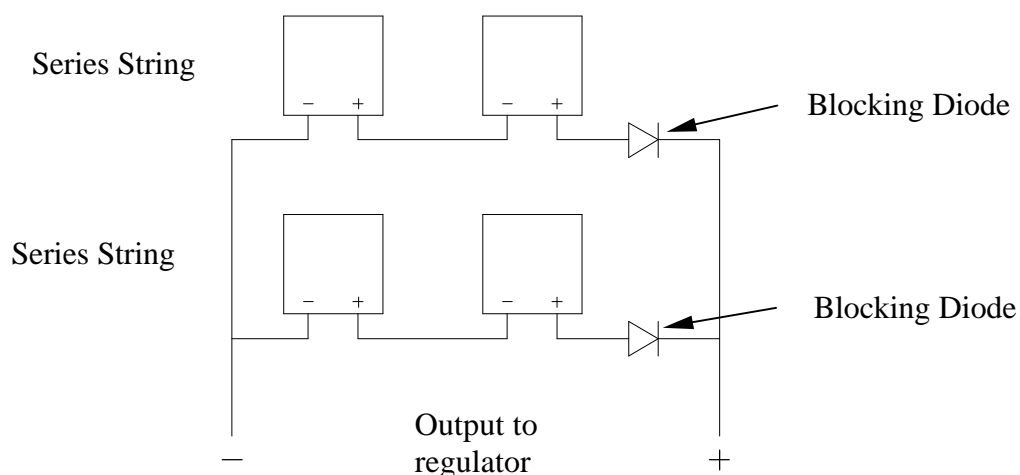 Series String
- +
- +
Blocking Diode
Series String
- +
- +
Blocking Diode
Output to
regulator
- +